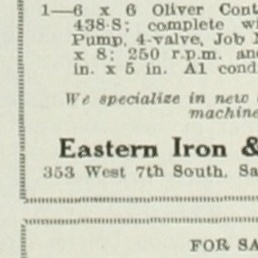 1—6 x 6 Oliver Cont
438-S; complete wi
Pump, 4-valve, Job
x 8; 250 r.p.m. and
in. x 5 in. A1 cond
We specialize in new
machine
Eastern Iron &
353 West 7th South, Sa
FOR SA